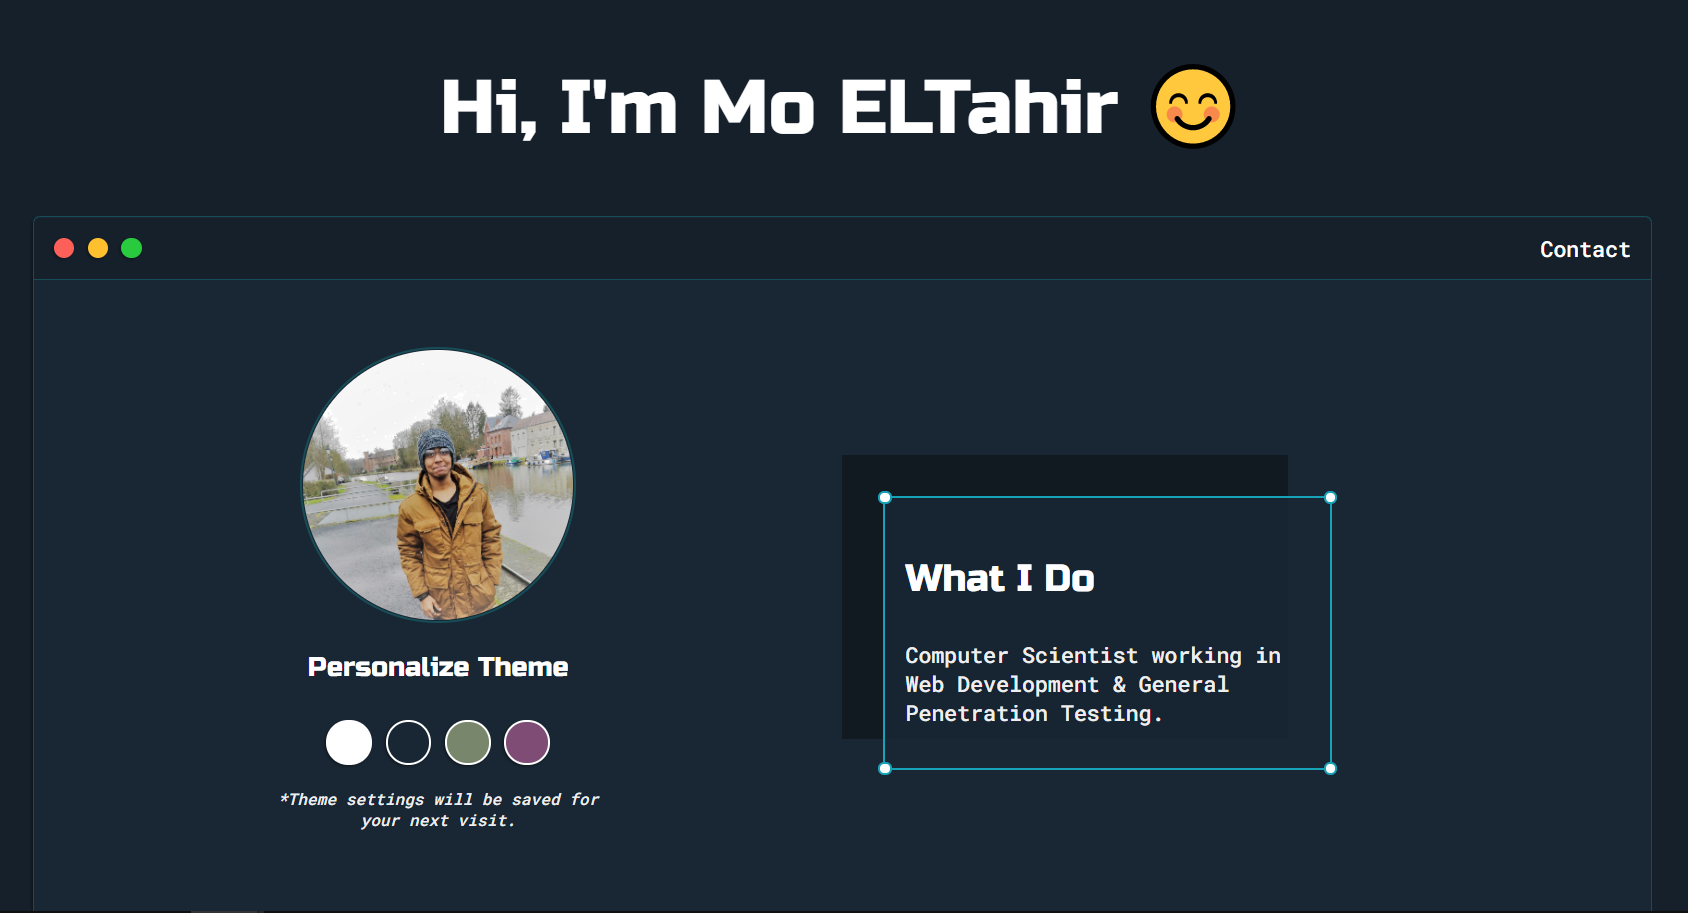 Hi, I'm Mo ELTahir 😊
Contact
Personalize Theme
*Theme settings will be saved for
your next visit.
What I Do
Computer Scientist working in
Web Development & General
Penetration Testing.